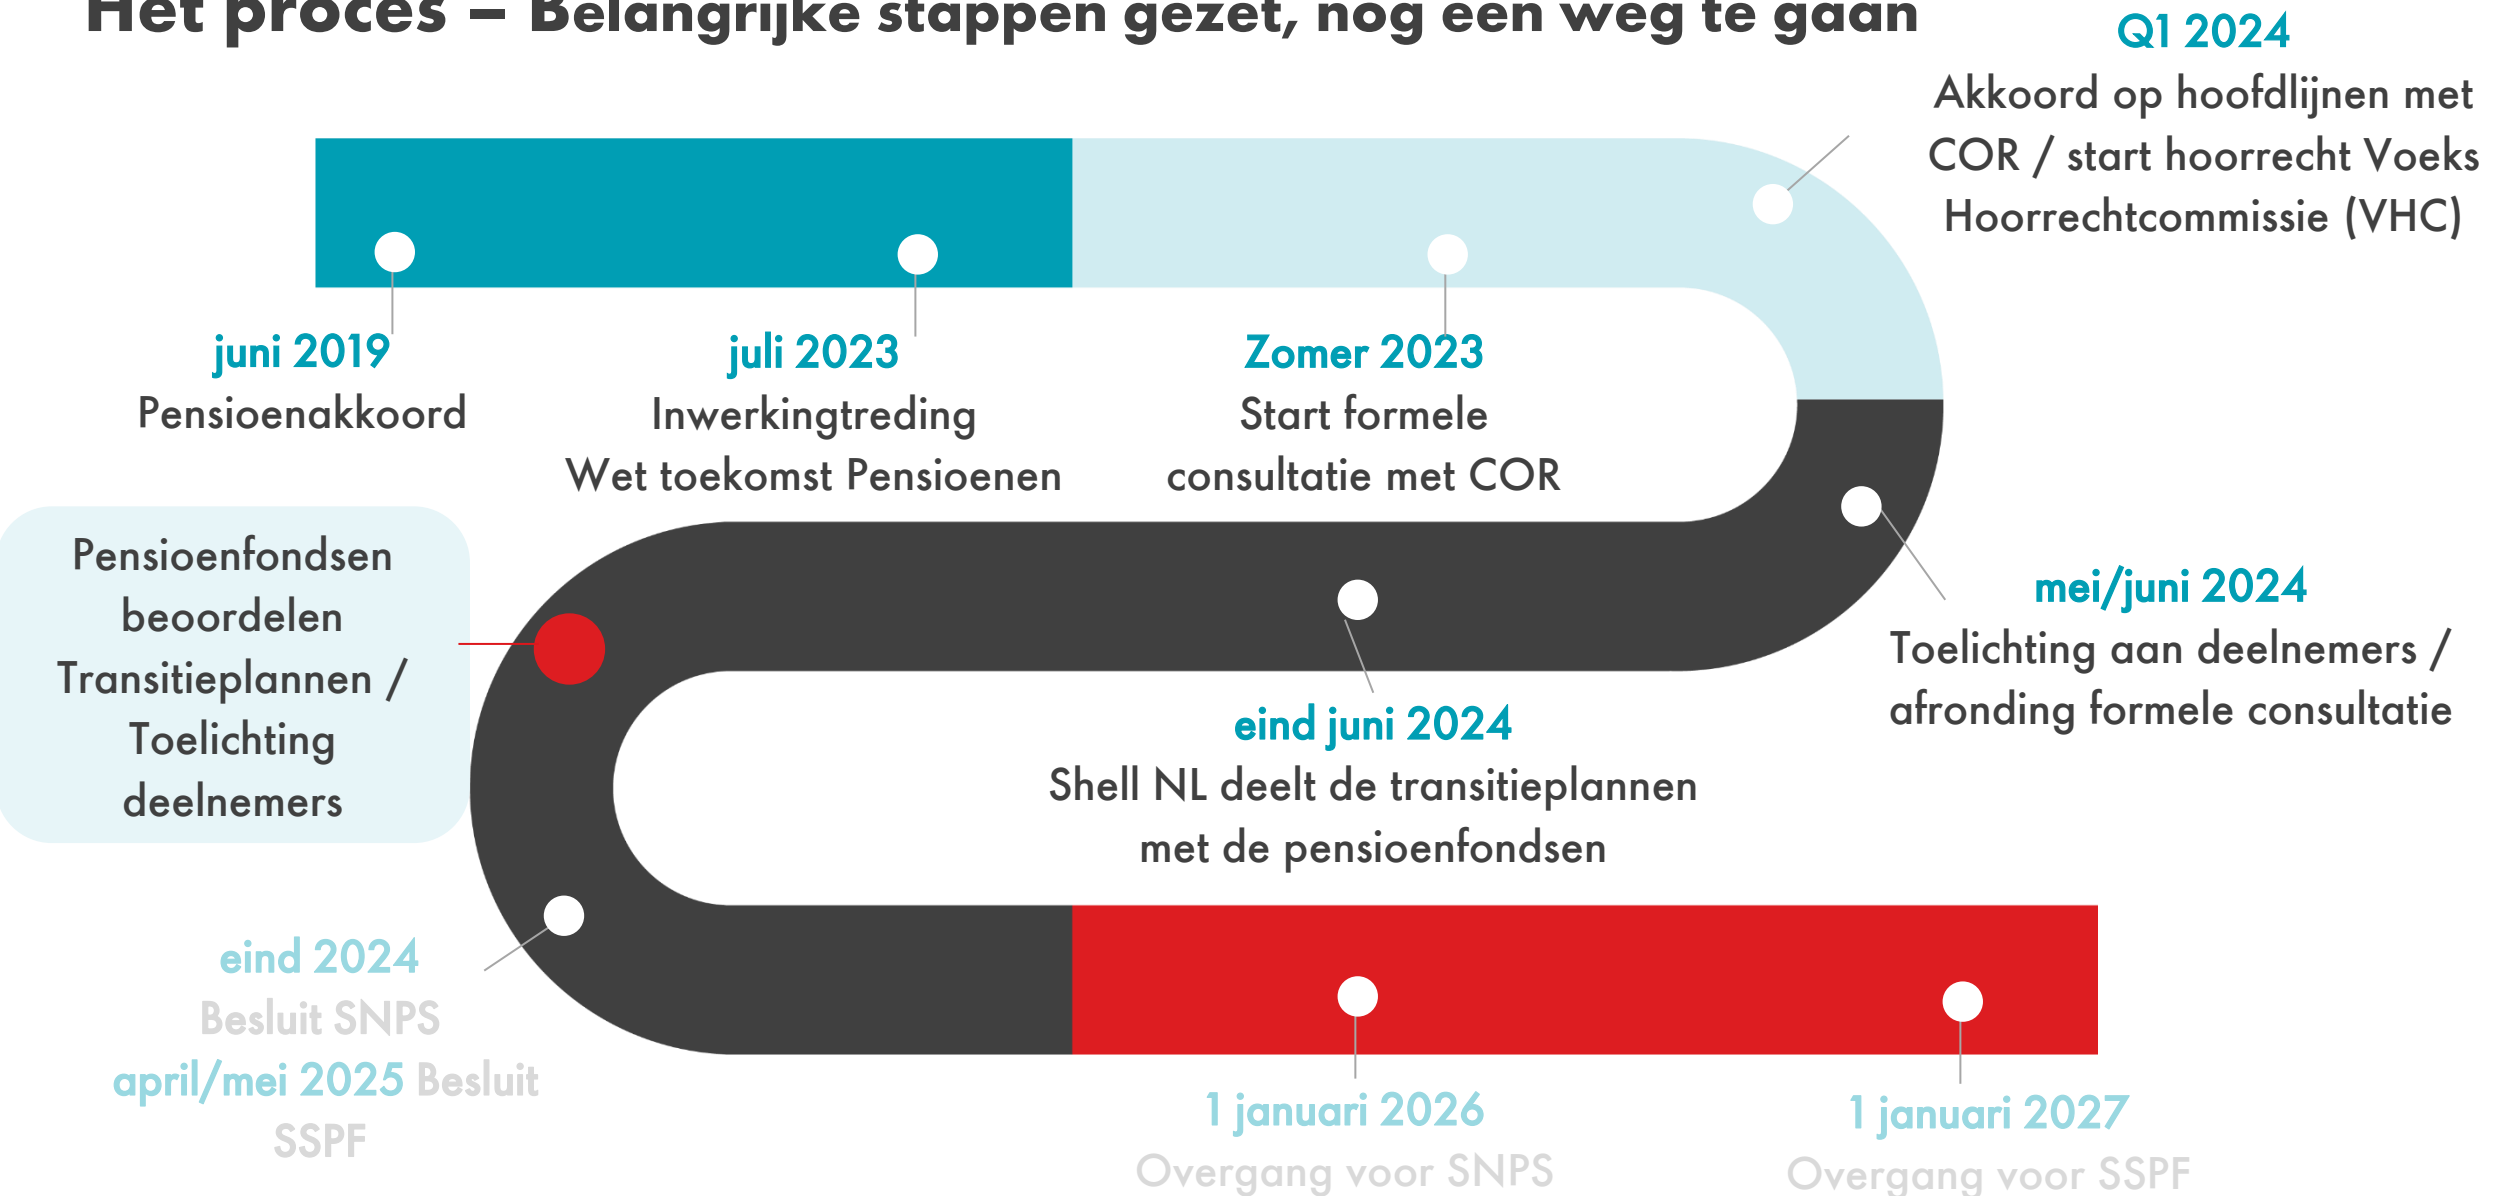 Het proces – Belangrijke stappen gezet, nog een weg te gaan
juni 2019
Pensioenakkoord
juli 2023
Inwerkingtreding
Wet toekomst Pensioenen
Zomer 2023
Start formele
consultatie met COR
Q1 2024
Akkoord op hoofdlijnen met
COR / start hoorrecht Voeks
Hoorrechtcommissie (VHC)
mei/juni 2024
Toelichting aan deelnemers /
afronding formele consultatie
eind juni 2024
Shell NL deelt de transitieplannen
met de pensioenfondsen
Pensioenfondsen
beoordelen
Transitieplannen /
Toelichting
deelnemers
eind 2024
Besluit SNPS
april/mei 2025 Besluit
SSPF
1 januari 2026
Overgang voor SNPS
1 januari 2027
Overgang voor SSPF